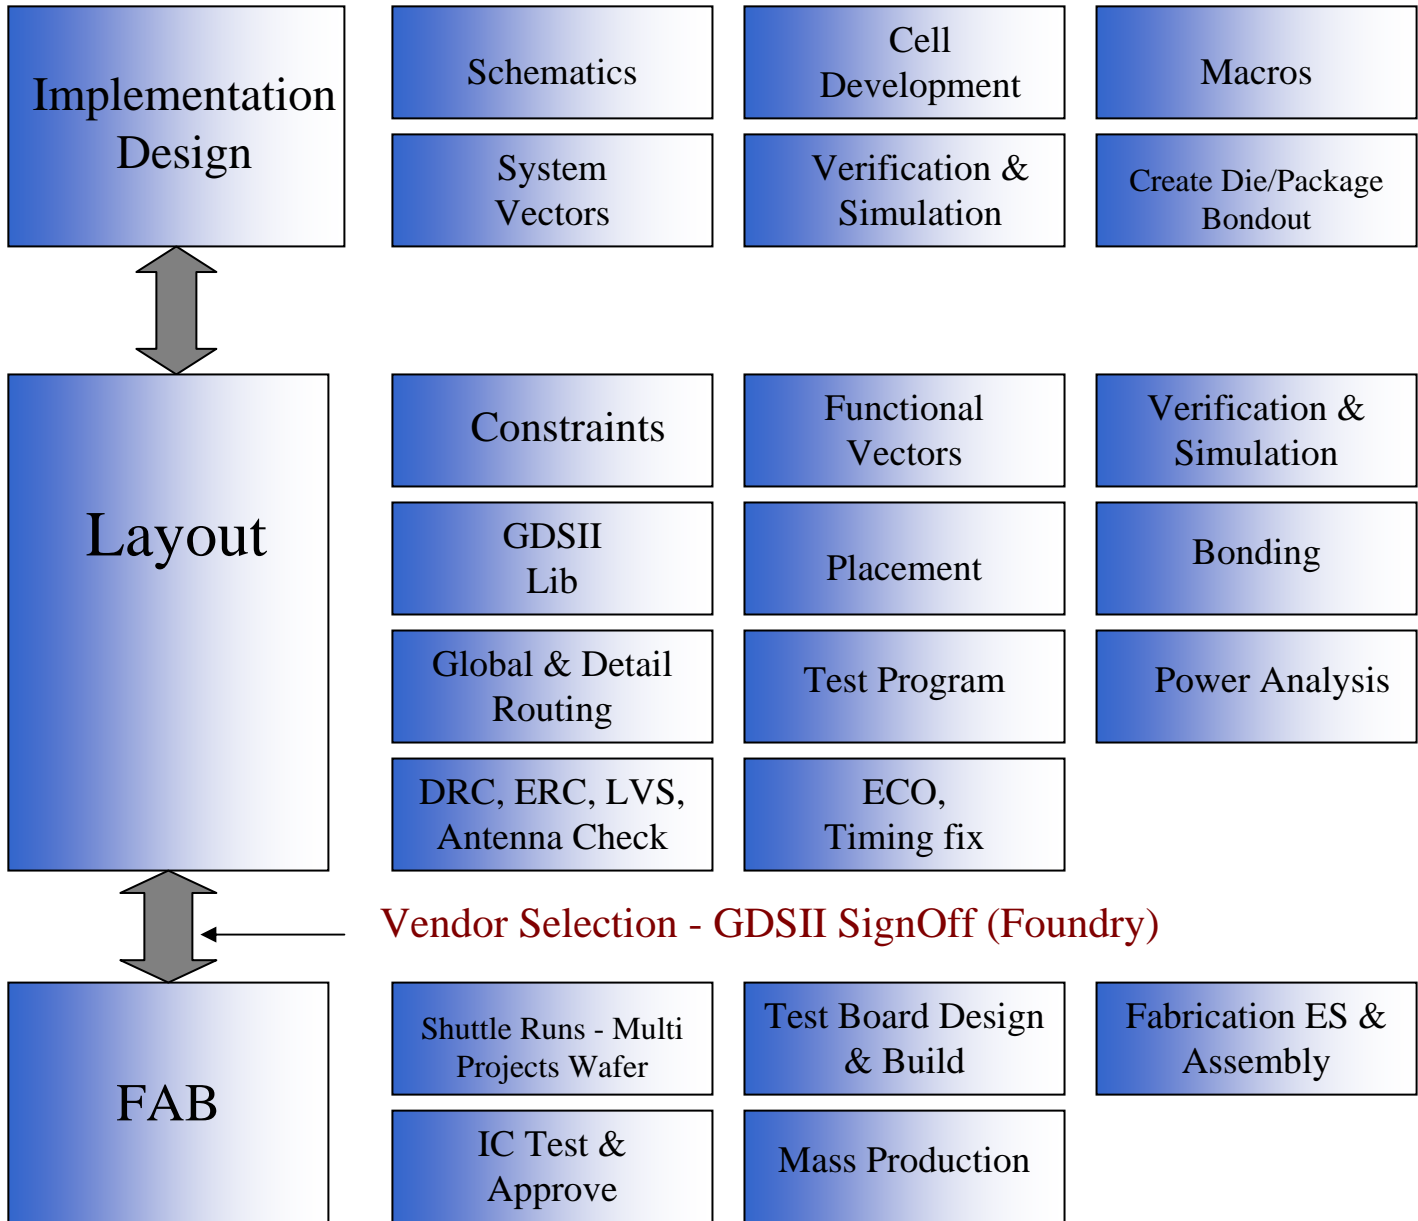 Implementation
Design
Schematics
Cell
Development
Macros
System
Vectors
Verification &
Simulation
Create Die/Package
Bondout
Layout
Constraints
Functional
Vectors
Verification &
Simulation
GDSII
Lib
Placement
Bonding
Global & Detail
Routing
Test Program
Power Analysis
DRC, ERC, LVS,
Antenna Check
ECO,
Timing fix
Vendor Selection - GDSII SignOff (Foundry)
FAB
Shuttle Runs - Multi
Projects Wafer
Test Board Design
& Build
Fabrication ES &
Assembly
IC Test &
Approve
Mass Production